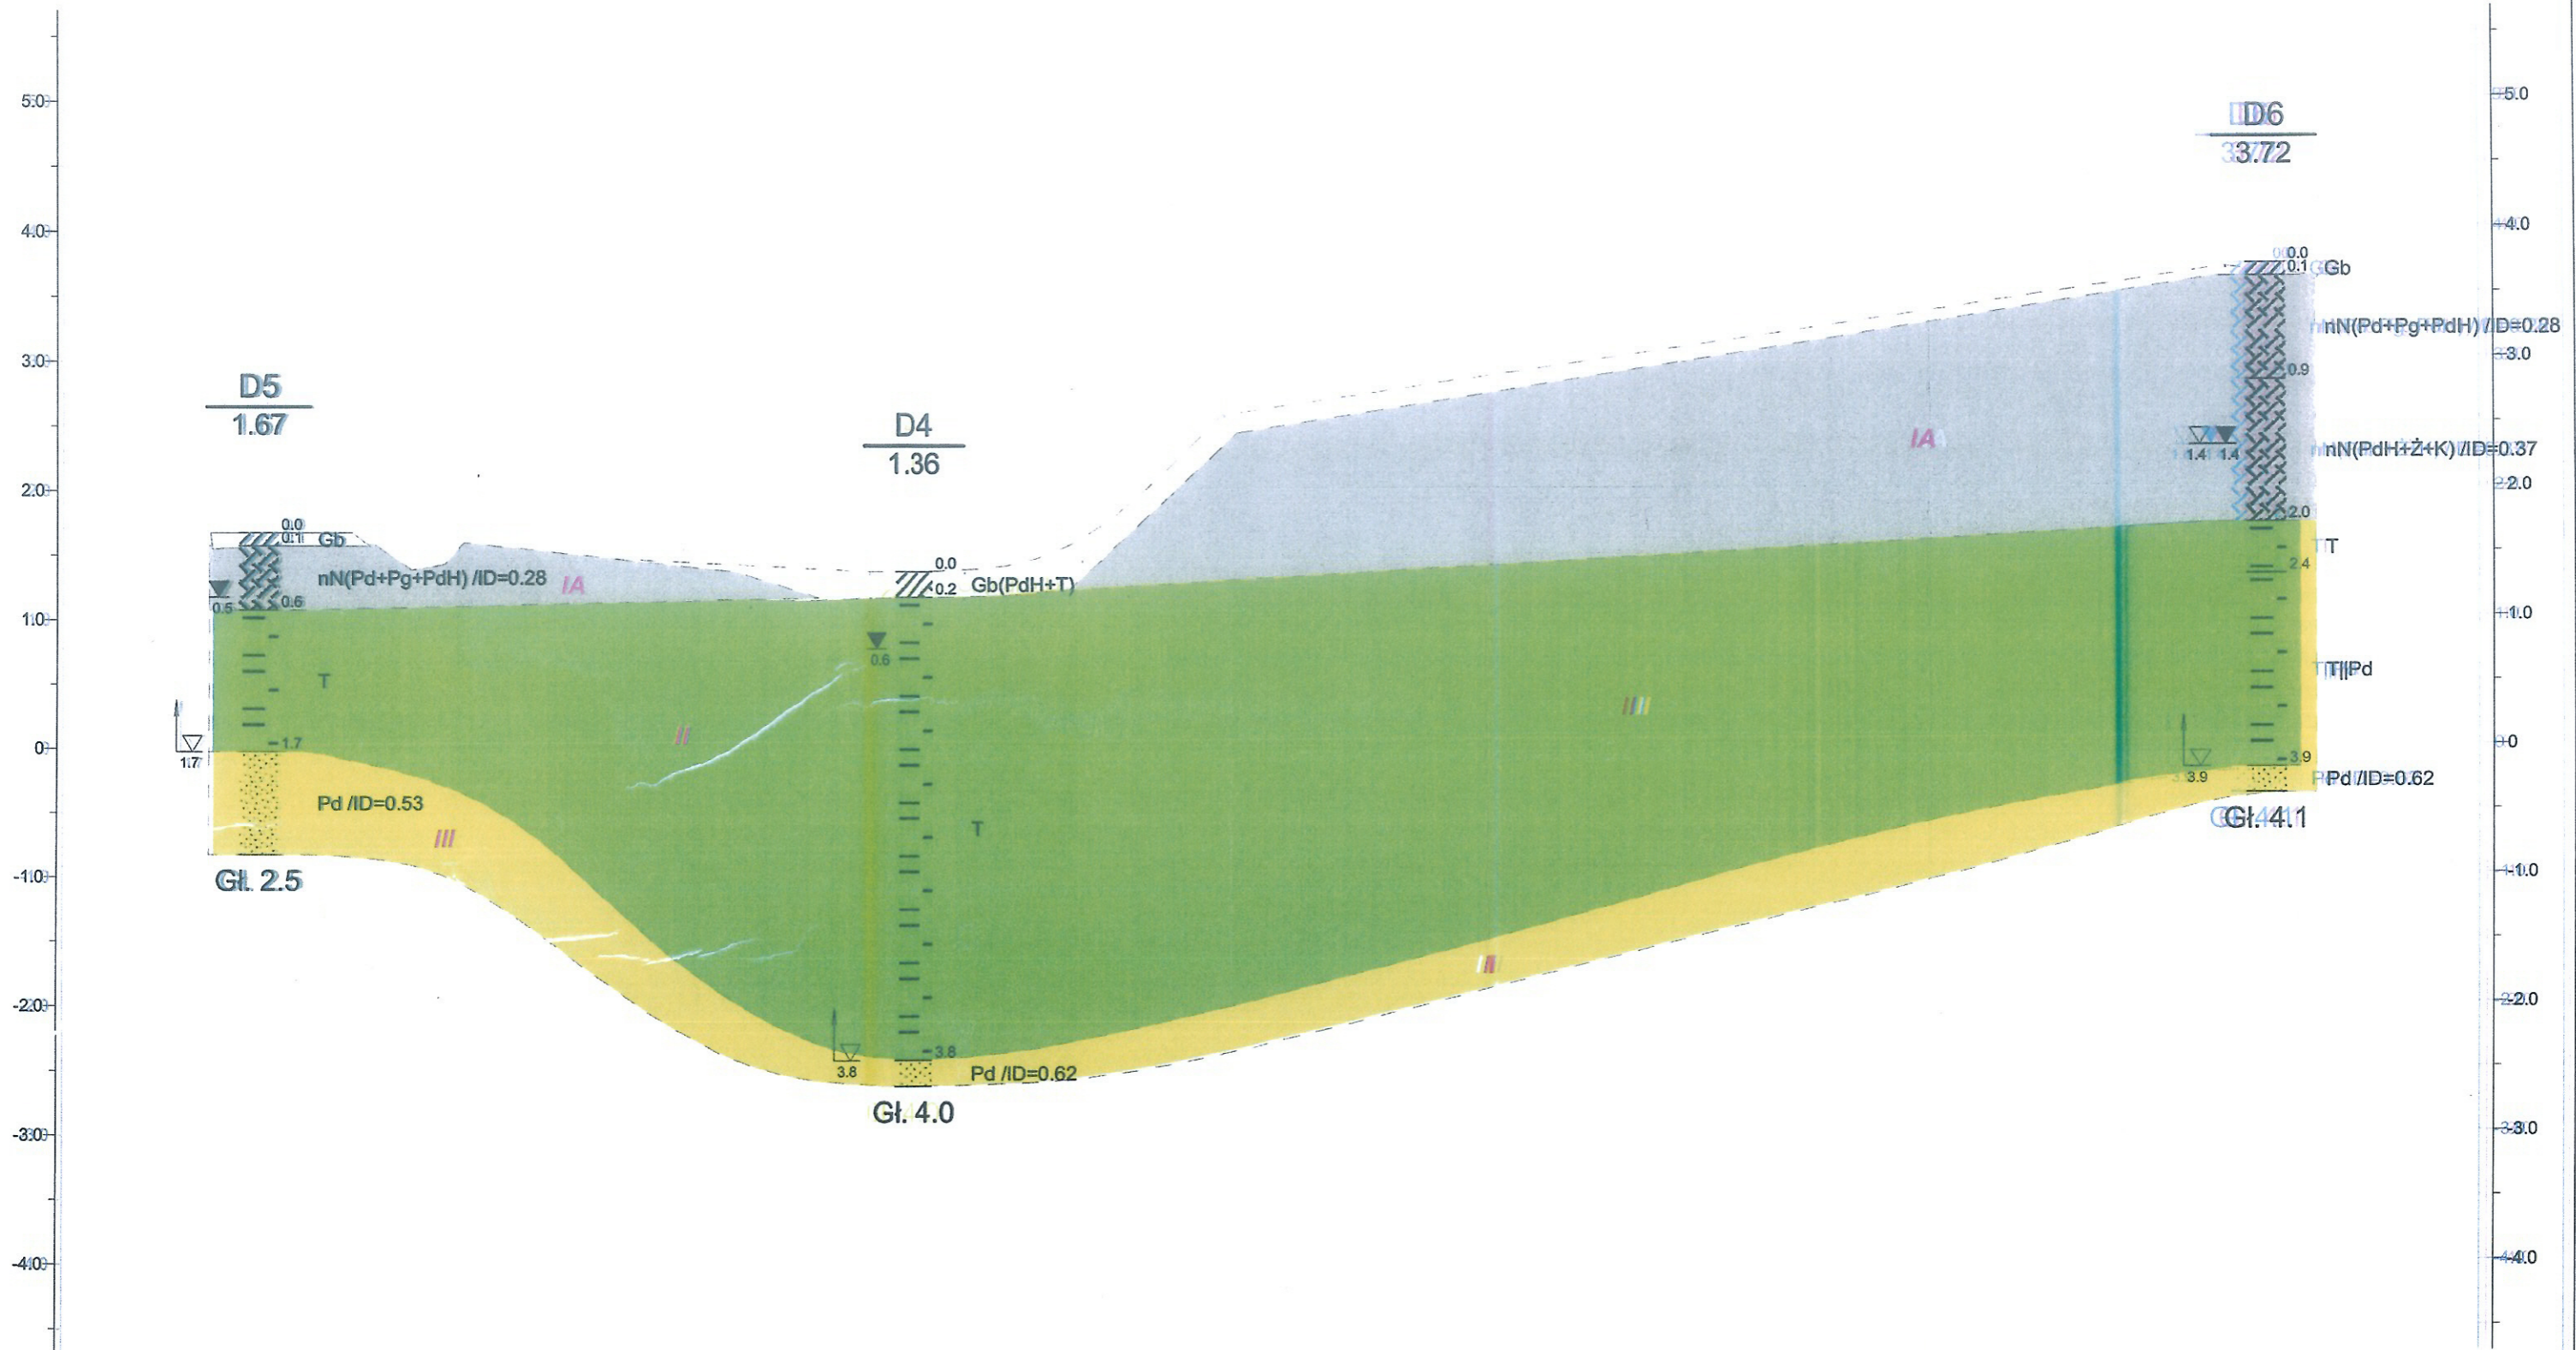 5.0
4.0
3.0
2.0
1.0
0
-1.0
-2.0
-3.0
-4.0
D5
1.67
0.0
0.1
Gb
nN(Pd+Pg+PdH) /ID=0.28
IA
0.5
0.6
T
II
1.7
1.7
Pd /ID=0.53
III
Gł. 2.5
D4
1.36
0.0
0.2
Gb(PdH+T)
0.6
T
3.8
3.8
Pd /ID=0.62
Gł. 4.0
IA
III
D6
3.72
0.0
0.1
Gb
nN(Pd+Pg+PdH) /ID=0.28
0.9
1.4
1.4
nN(PdH+Ż+K) /ID=0.37
2.0
T
2.4
T||Pd
3.9
3.9
Pd /ID=0.62
Gł. 4.1
5.0
4.0
3.0
2.0
1.0
0
-1.0
-2.0
-3.0
-4.0